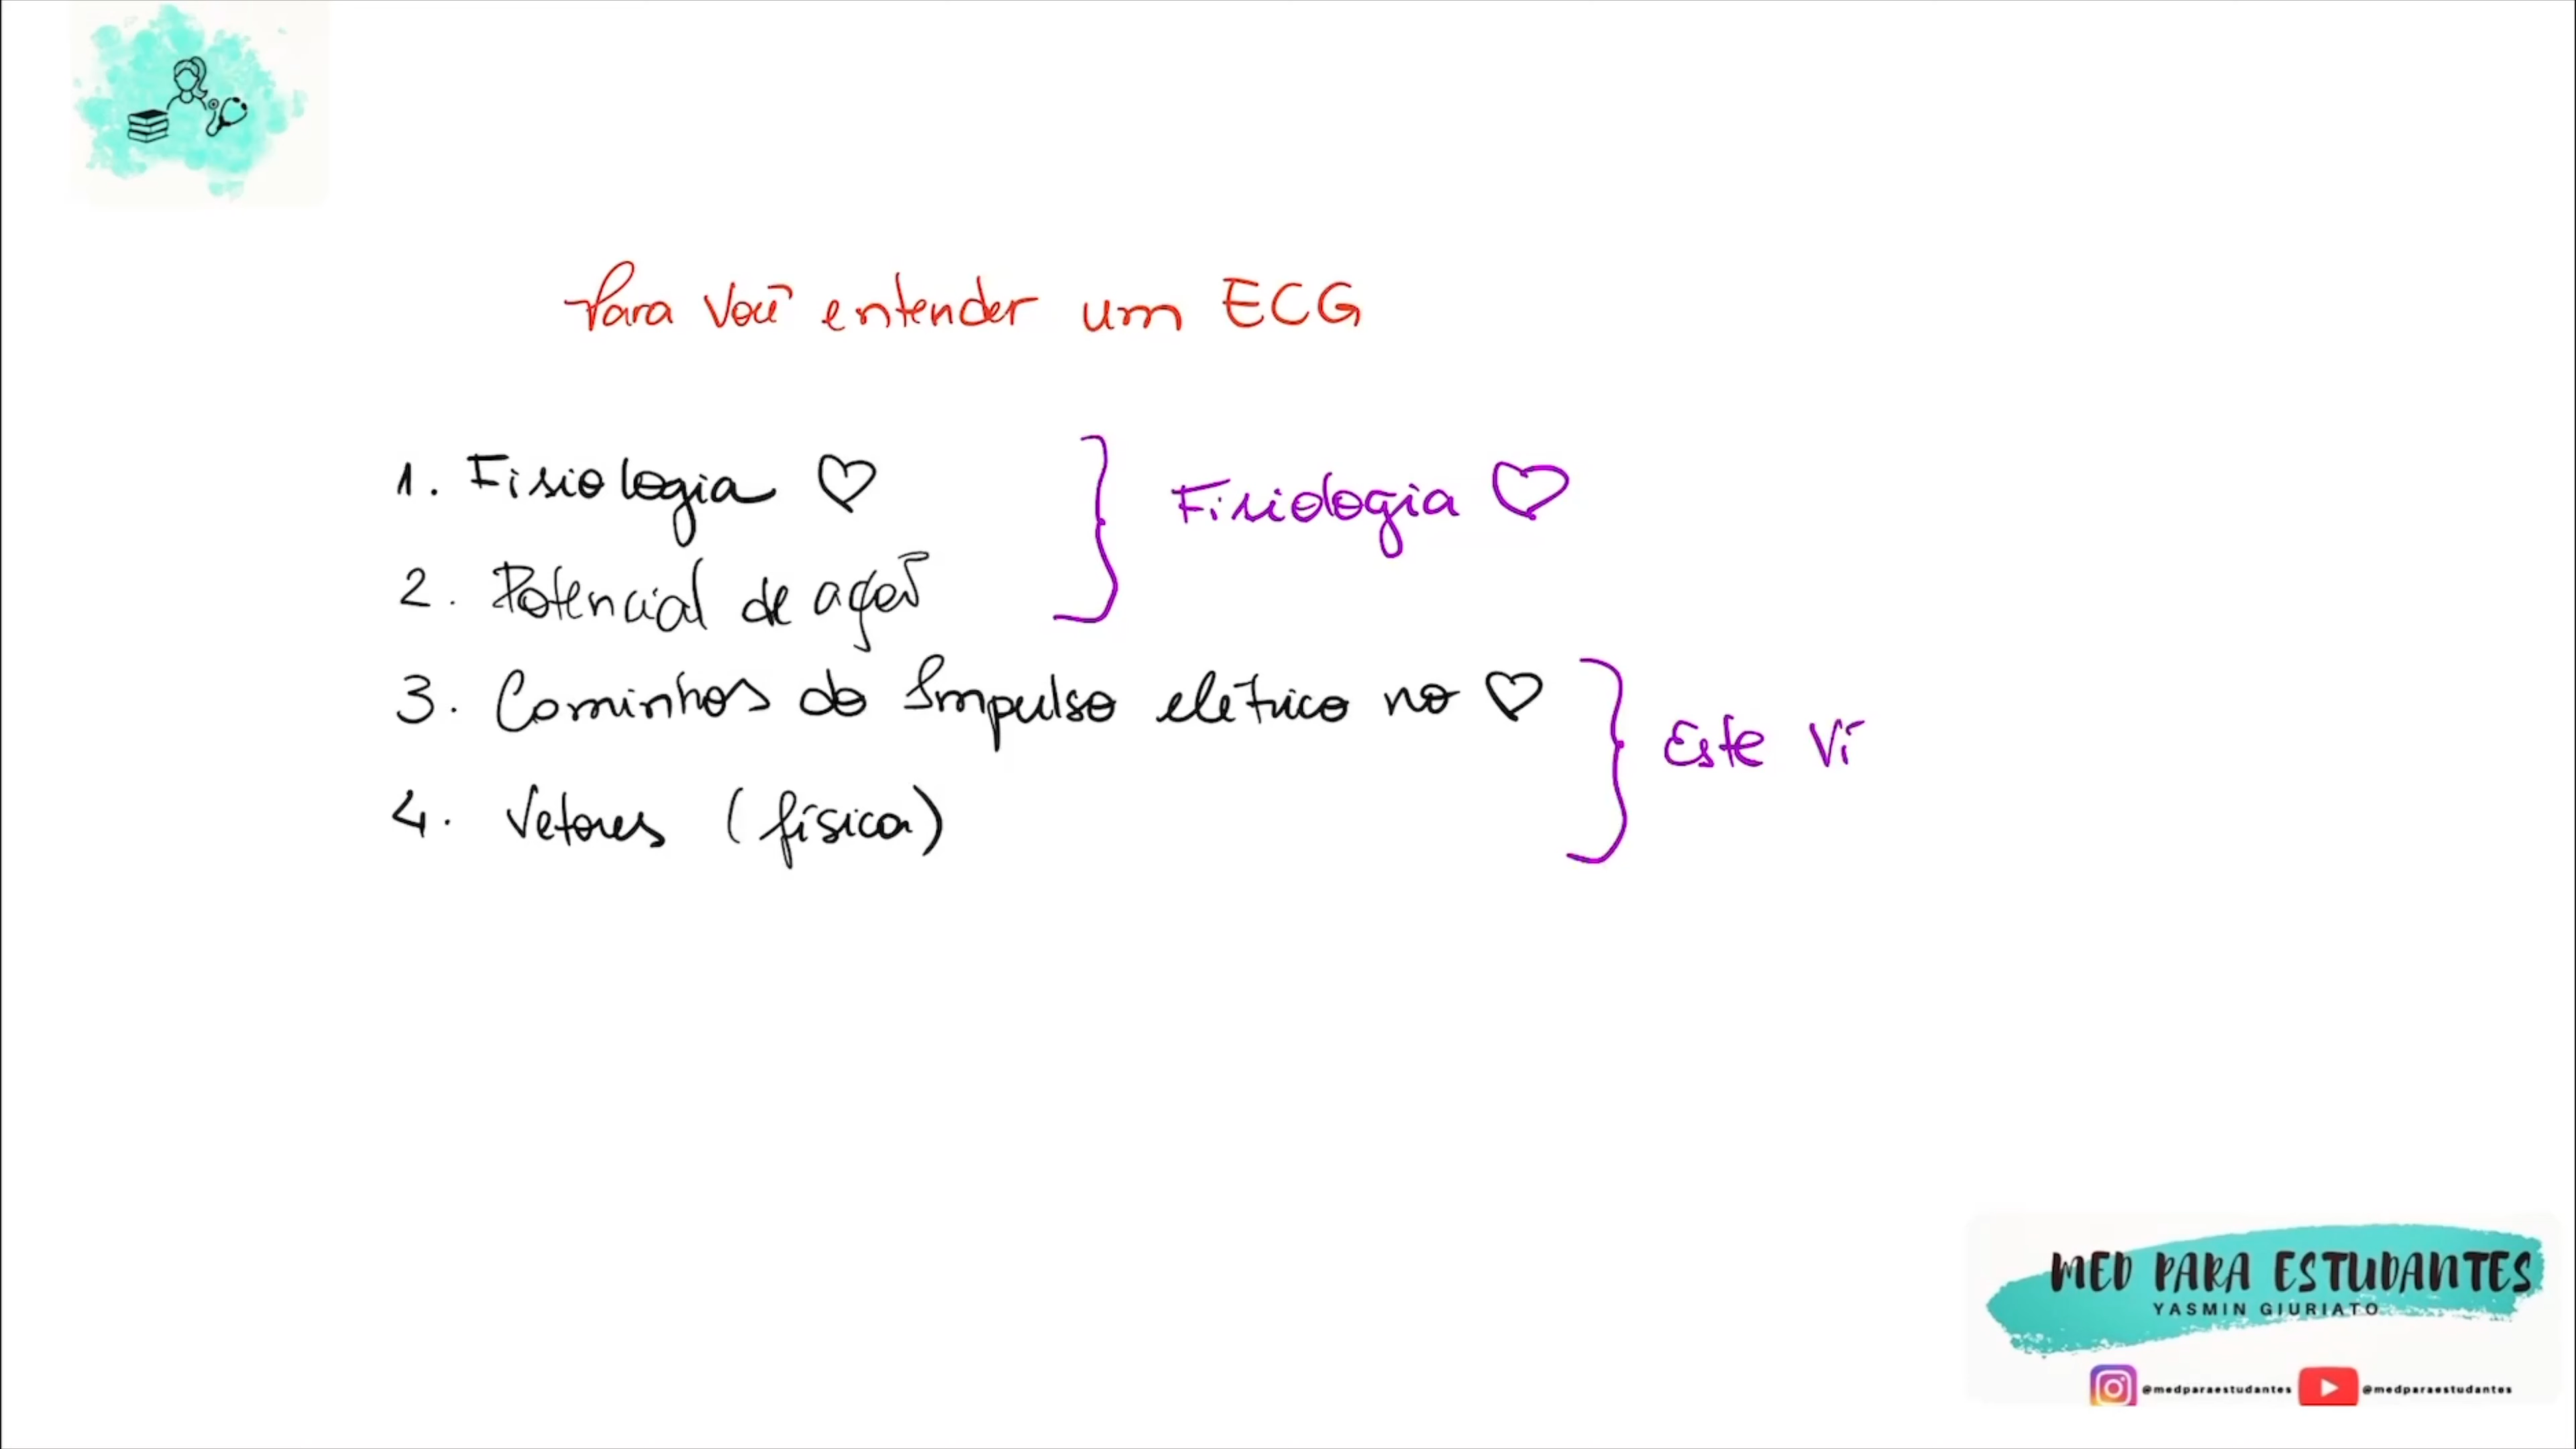 Para você entender um ECG
1. Fisiologia ♡
2. Potencial de ação
Fisiologia ♡
3. Caminhos do Impulso elétrico no ♡
4. Vetores (física)
Este Ví
MED PARA ESTUDANTES
YASMIN GIURIATO
@medparaestudantes
@medparaestudantes